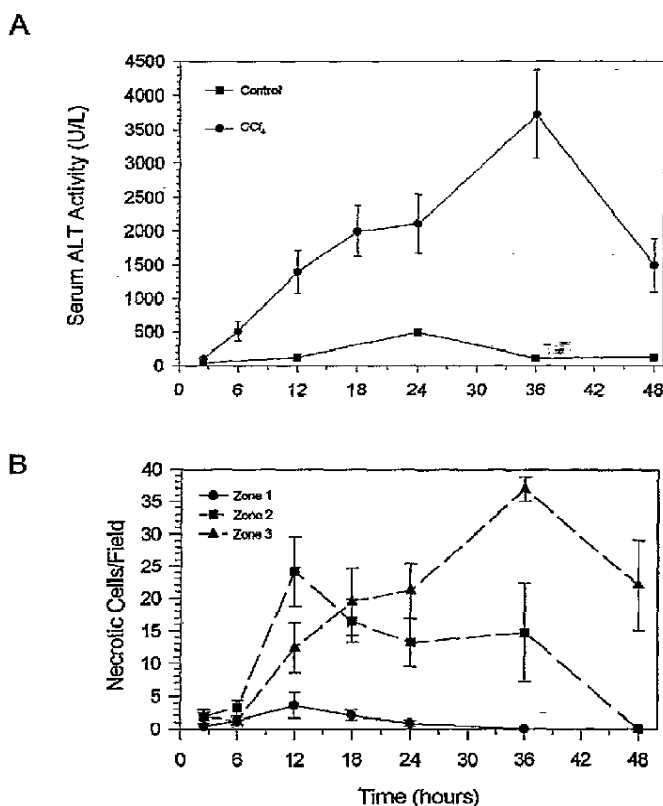 A
Serum ALT Activity (U/L)
4500
4000
3500
3000
2500
2000
1500
1000
500
0
Control
CCl₄
0 6 12 18 24 30 36 42 48
B
Necrotic Cells/Field
40
35
30
25
20
15
10
5
0
Zone 1
Zone 2
Zone 3
0 6 12 18 24 30 36 42 48
Time (hours)